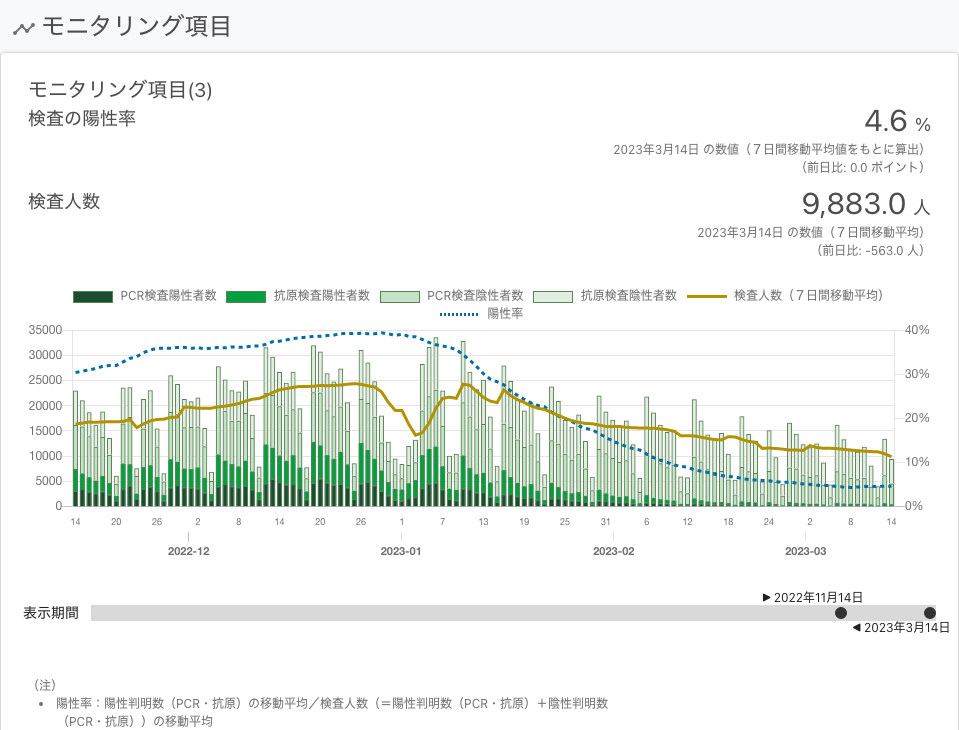 モニタリング項目
モニタリング項目(3)
検査の陽性率
4.6 %
2023年3月14日 の数値（７日間移動平均値をもとに算出）
（前日比: 0.0 ポイント）
検査人数
9,883.0 人
2023年3月14日 の数値（７日間移動平均）
（前日比: -563.0 人）
PCR検査陽性者数 抗原検査陽性者数 PCR検査陰性者数 抗原検査陰性者数 検査人数（７日間移動平均）
陽性率
35000 40%
30000
25000 30%
20000
15000 20%
10000 10%
5000
0 0%
14 20 26 2 8 14 20 26 1 7 13 19 25 31 6 12 18 24 2 8 14
2022-12 2023-01 2023-02 2023-03
▶ 2022年11月14日
表示期間
◀ 2023年3月14日
（注）
• 陽性率：陽性判明数（PCR・抗原）の移動平均／検査人数（＝陽性判明数（PCR・抗原）＋陰性判明数
（PCR・抗原））の移動平均